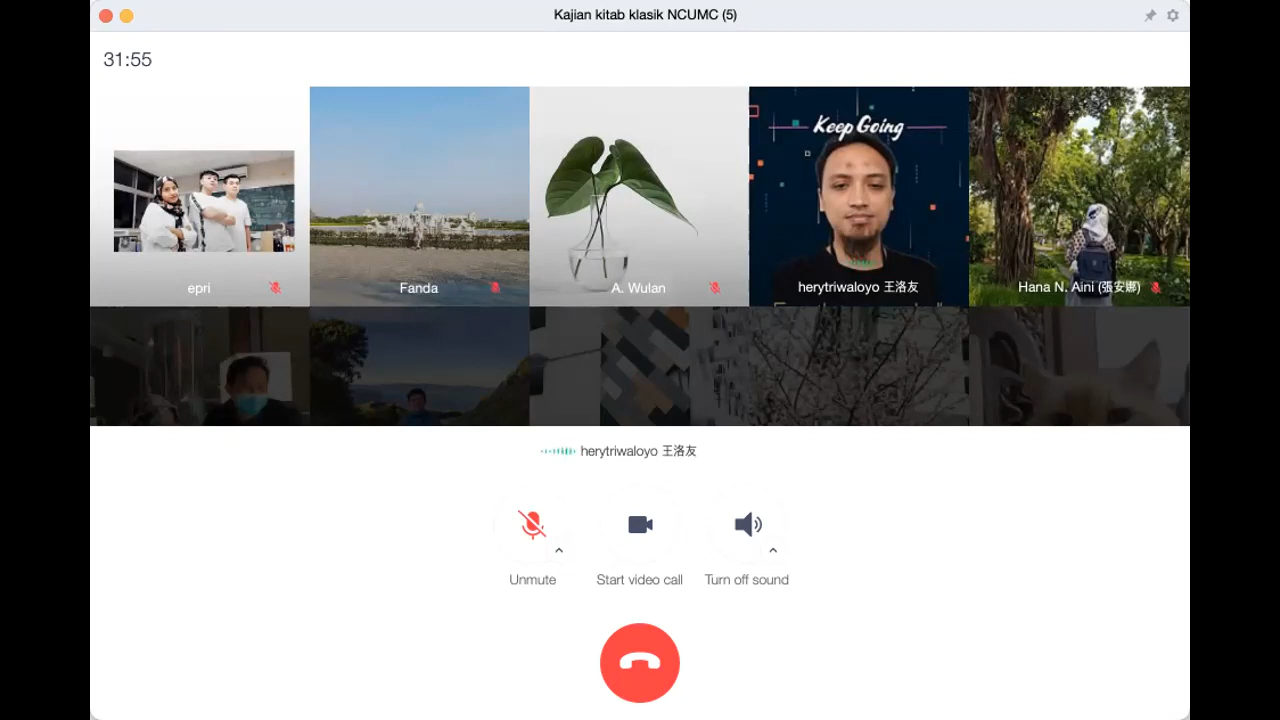 Kajian kitab klasik NCUMC (5)
31:55
Keep Going
epri
Fanda
A. Wulan
herytriwaloyo 王洛友
Hana N. Aini (張安娜)
herytriwaloyo 王洛友
Unmute
Start video call
Turn off sound